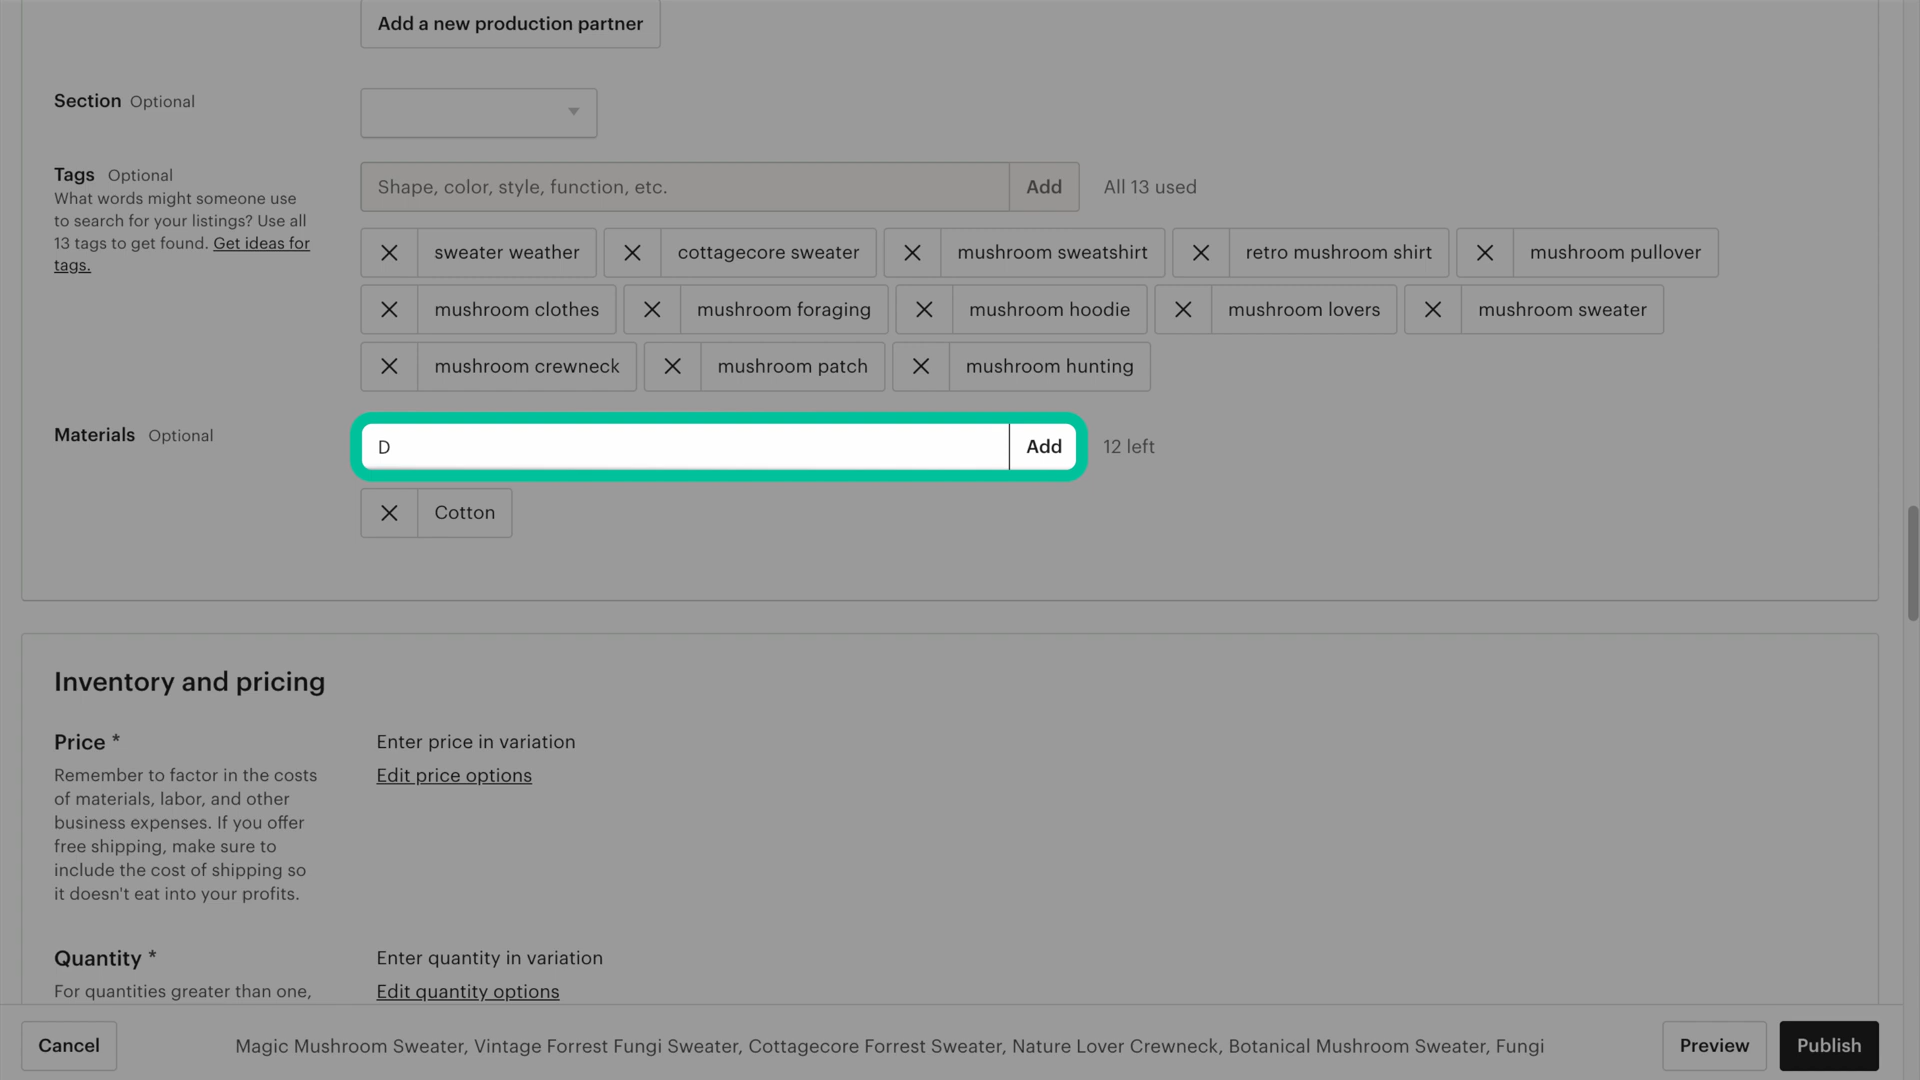 Add a new production partner
Section Optional
Tags Optional
What words might someone use
to search for your listings? Use all
13 tags to get found. Get ideas for
tags.
Shape, color, style, function, etc. Add All 13 used
sweater weather cottagecore sweater mushroom sweatshirt retro mushroom shirt mushroom pullover
mushroom clothes mushroom foraging mushroom hoodie mushroom lovers mushroom sweater
mushroom crewneck mushroom patch mushroom hunting
Materials Optional
D Add 12 left
Cotton
Inventory and pricing
Price *
Remember to factor in the costs
of materials, labor, and other
business expenses. If you offer
free shipping, make sure to
include the cost of shipping so
it doesn't eat into your profits.
Enter price in variation
Edit price options
Quantity *
For quantities greater than one,
Enter quantity in variation
Edit quantity options
Cancel Magic Mushroom Sweater, Vintage Forrest Fungi Sweater, Cottagecore Forrest Sweater, Nature Lover Crewneck, Botanical Mushroom Sweater, Fungi Preview Publish